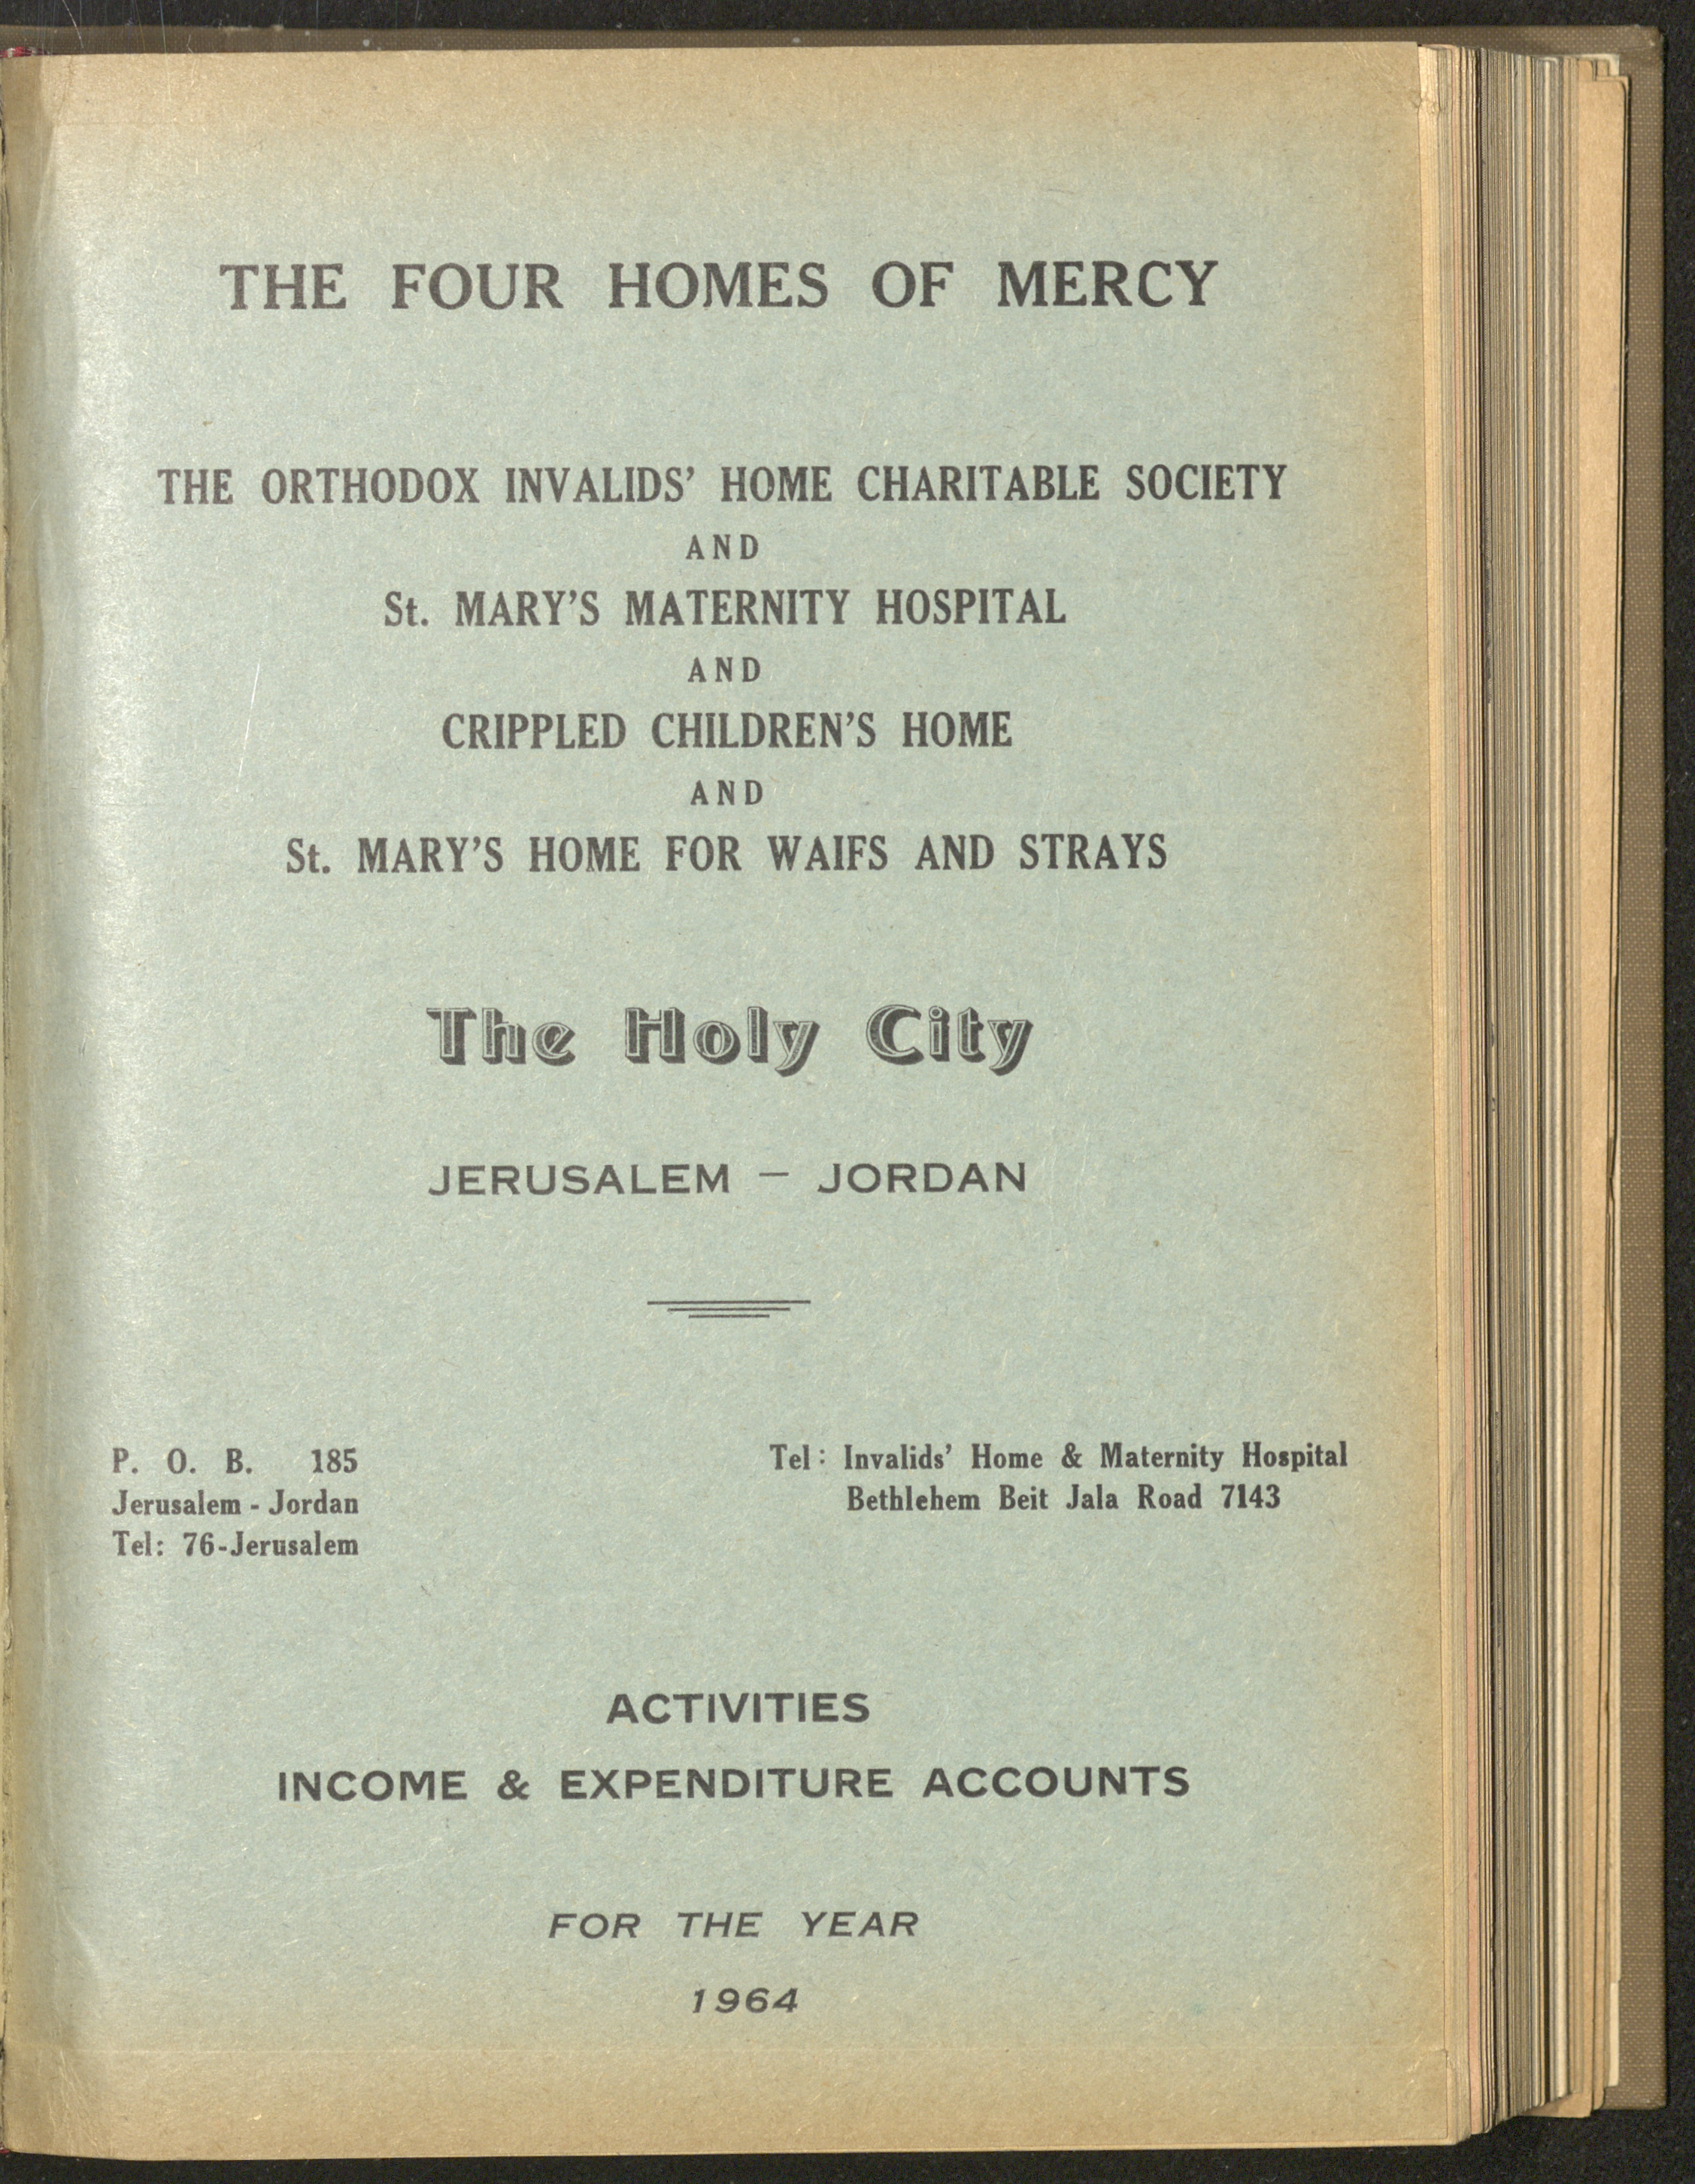 THE FOUR HOMES OF MERCY
THE ORTHODOX INVALIDS' HOME CHARITABLE SOCIETY
AND
St. MARY'S MATERNITY HOSPITAL
AND
CRIPPLED CHILDREN'S HOME
AND
St. MARY'S HOME FOR WAIFS AND STRAYS
The Holy City
JERUSALEM – JORDAN
P. O. B. 185
Jerusalem - Jordan
Tel: 76-Jerusalem
Tel: Invalids' Home & Maternity Hospital
Bethlehem Beit Jala Road 7143
ACTIVITIES
INCOME & EXPENDITURE ACCOUNTS
FOR THE YEAR
1964